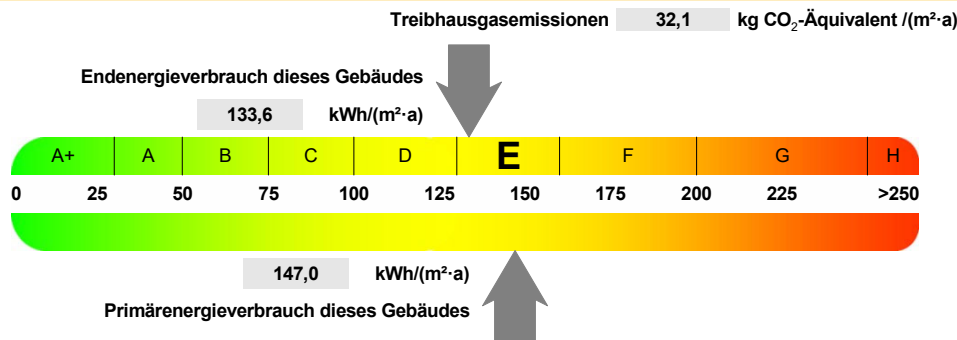 Treibhausgasemissionen 32,1 kg CO₂-Äquivalent /(m²·a)
Endenergieverbrauch dieses Gebäudes
133,6 kWh/(m²·a)
A+ A B C D E F G H
0 25 50 75 100 125 150 175 200 225 >250
147,0 kWh/(m²·a)
Primärenergieverbrauch dieses Gebäudes